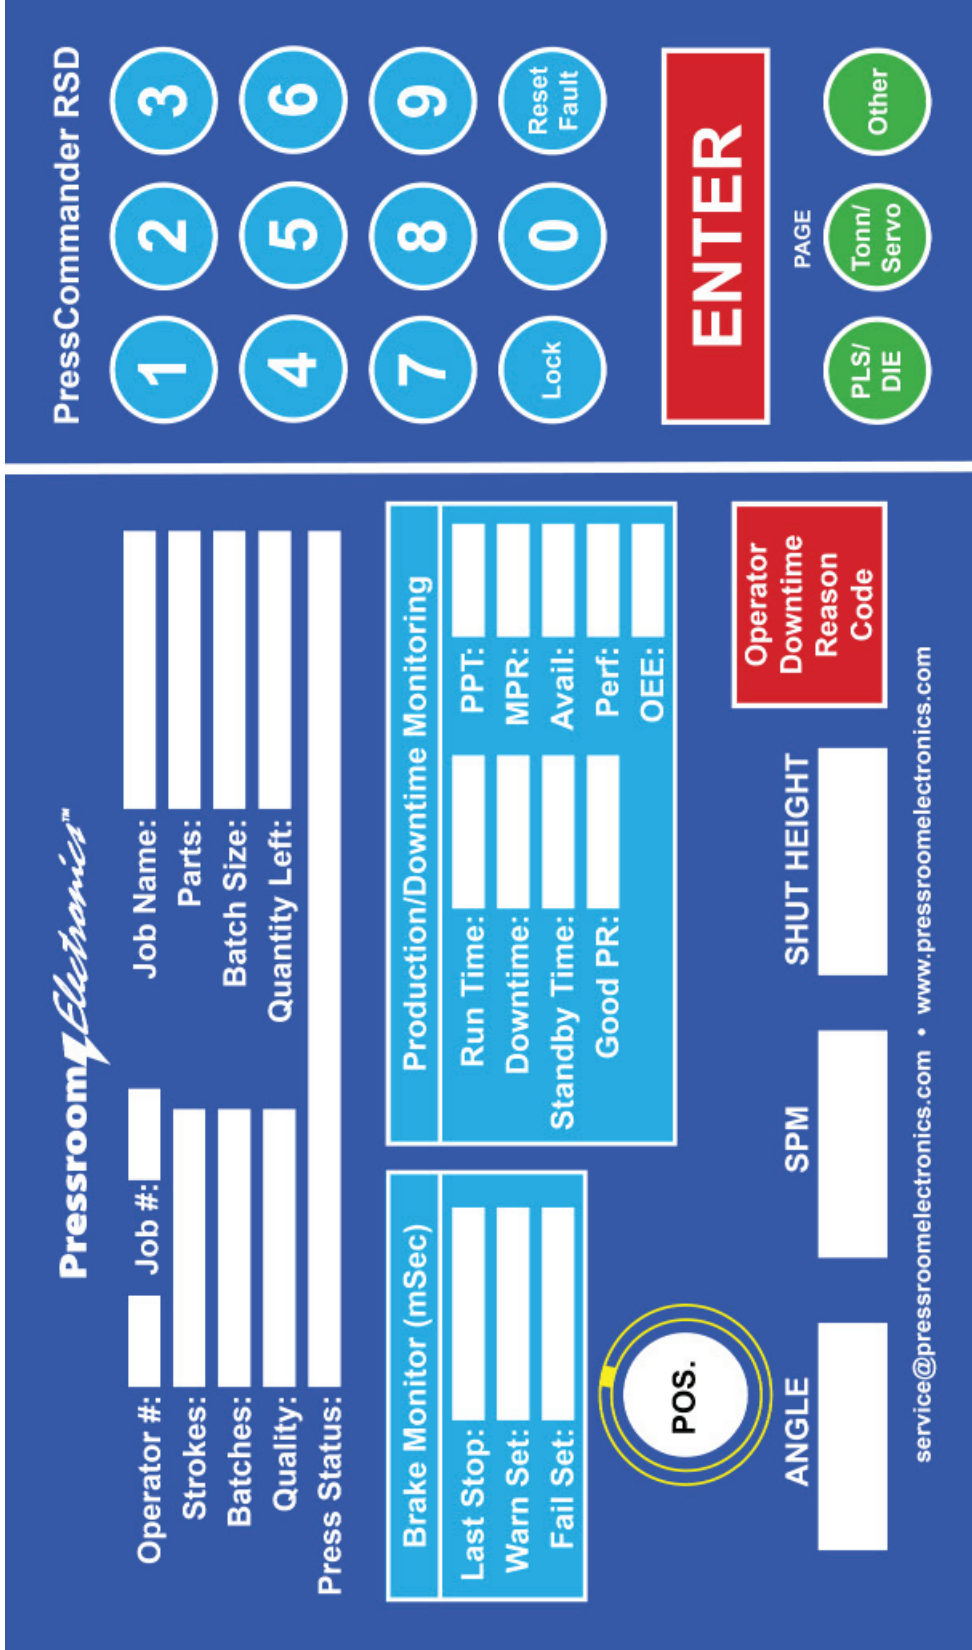 Pressroom Electronics™
Operator #: Job #: Job Name:
Strokes: Parts:
Batches: Batch Size:
Quality: Quantity Left:
Press Status:
Brake Monitor (mSec)
Last Stop:
Warn Set:
Fail Set:
Production/Downtime Monitoring
Run Time: PPT:
Downtime: MPR:
Standby Time: Avail:
Good PR: Perf:
OEE:
POS.
ANGLE SPM SHUT HEIGHT
Operator
Downtime
Reason
Code
service@pressroomelectronics.com • www.pressroomelectronics.com
PressCommander RSD
1 2 3
4 5 6
7 8 9
Lock 0 Reset
Fault
ENTER
PAGE
PLS/
DIE
Tonn/
Servo
Other